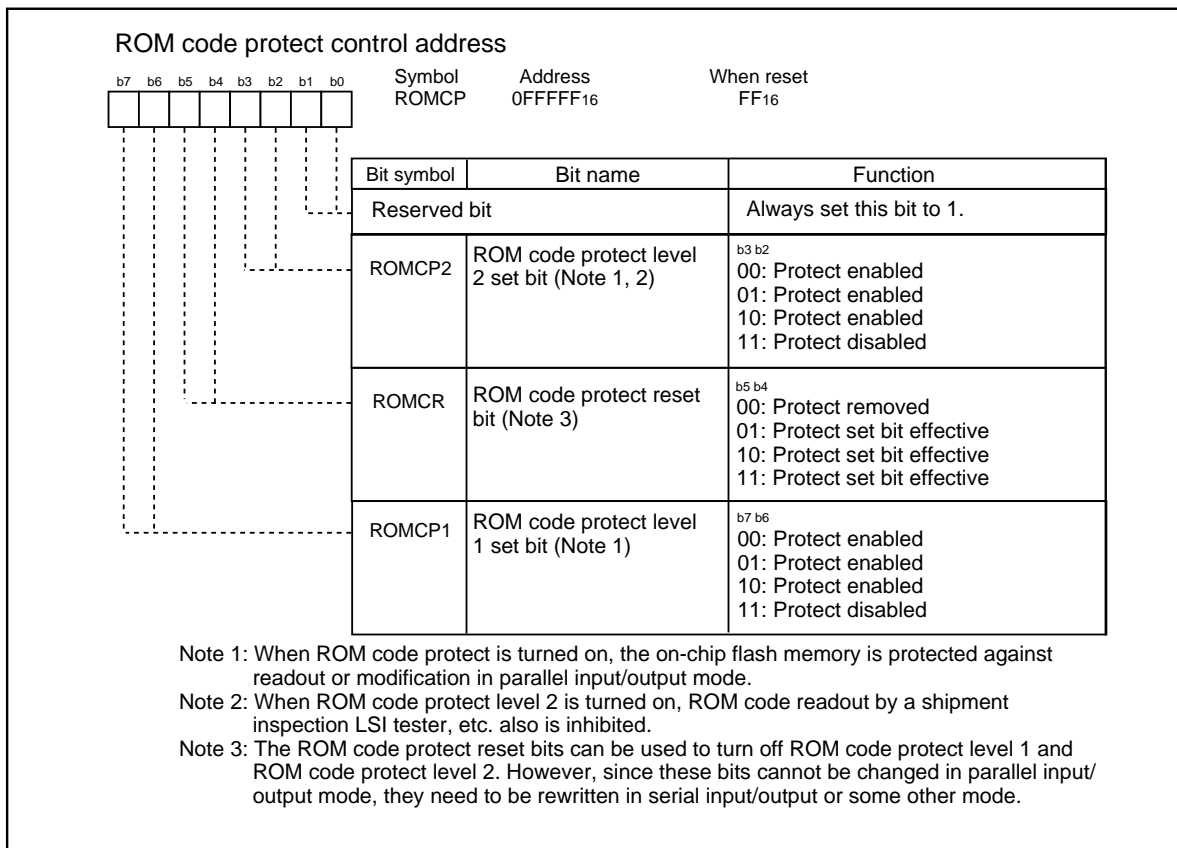 ROM code protect control address
b7 b6 b5 b4 b3 b2 b1 b0
Symbol Address When reset
ROMCP 0FFFFF16 FF16
Bit symbol Bit name Function
Reserved bit Always set this bit to 1.
ROMCP2
ROM code protect level
2 set bit (Note 1, 2)
b3 b2
00: Protect enabled
01: Protect enabled
10: Protect enabled
11: Protect disabled
ROMCR
ROM code protect reset
bit (Note 3)
b5 b4
00: Protect removed
01: Protect set bit effective
10: Protect set bit effective
11: Protect set bit effective
ROMCP1
ROM code protect level
1 set bit (Note 1)
b7 b6
00: Protect enabled
01: Protect enabled
10: Protect enabled
11: Protect disabled
Note 1: When ROM code protect is turned on, the on-chip flash memory is protected against
readout or modification in parallel input/output mode.
Note 2: When ROM code protect level 2 is turned on, ROM code readout by a shipment
inspection LSI tester, etc. also is inhibited.
Note 3: The ROM code protect reset bits can be used to turn off ROM code protect level 1 and
ROM code protect level 2. However, since these bits cannot be changed in parallel input/
output mode, they need to be rewritten in serial input/output or some other mode.